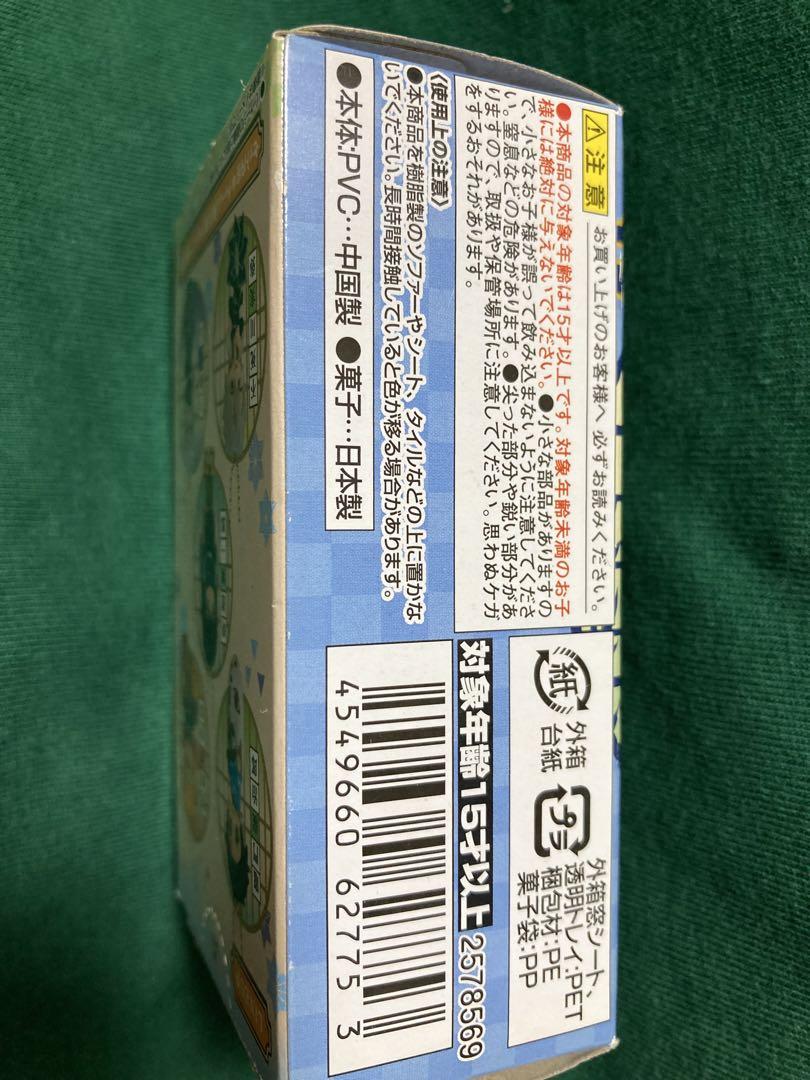 注意
お買い上げのお客様へ 必ずお読みください。
●本商品の対象年齢は15才以上です。対象年齢未満のお子
様には絶対に与えないでください。●小さな部品がありますの
で、小さなお子様が誤って飲み込まないように注意してくださ
い。窒息などの危険があります。●尖った部分や鋭い部分があ
りますので、取扱や保管場所に注意してください。思わぬケガ
をするおそれがあります。
〈使用上の注意〉
●本商品を樹脂製のソファーやシート、タイルなどの上に置かな
いでください。長時間接触していると色が移る場合があります。
●本体:PVC…中国製 ●菓子…日本製
紙
外箱
台紙
プラ
外箱窓シート、
透明トレイ:PET
梱包材:PE
菓子袋:PP
対象年齢15才以上
2578569
4549660 627753